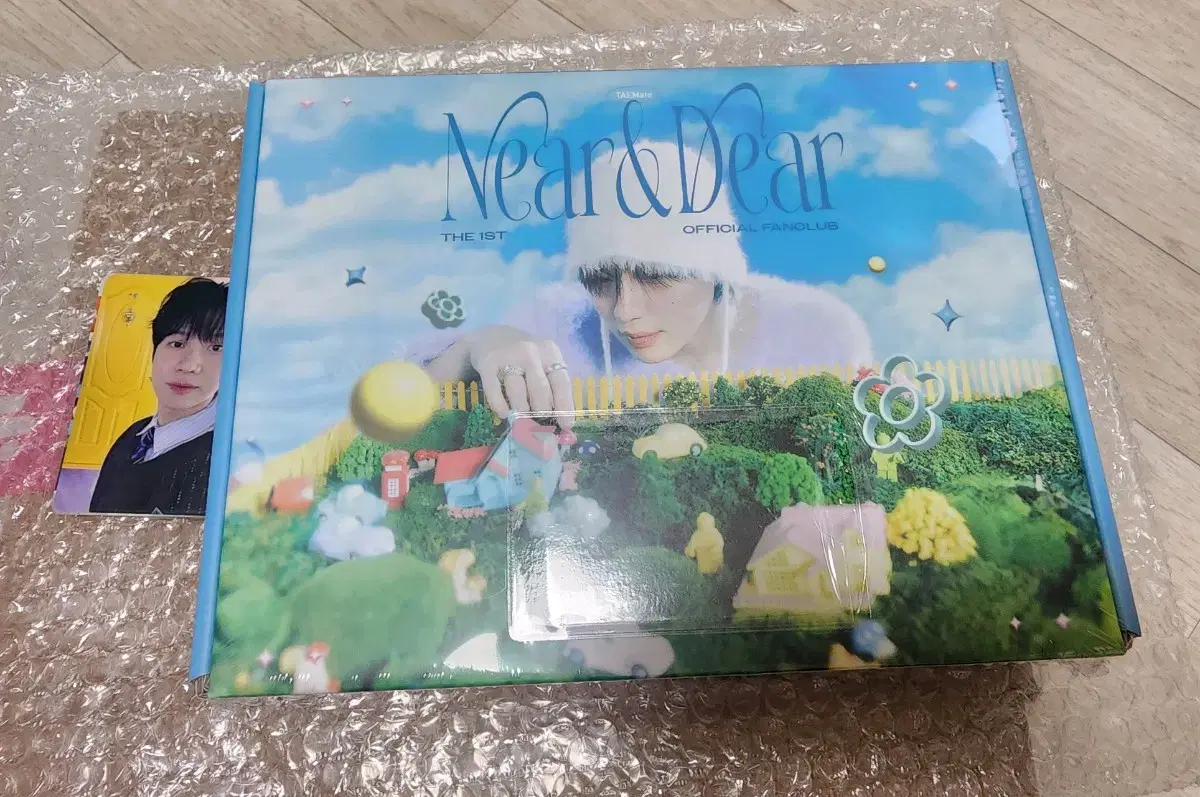 TAEMate
Near&Dear
THE 1ST OFFICIAL FANCLUB